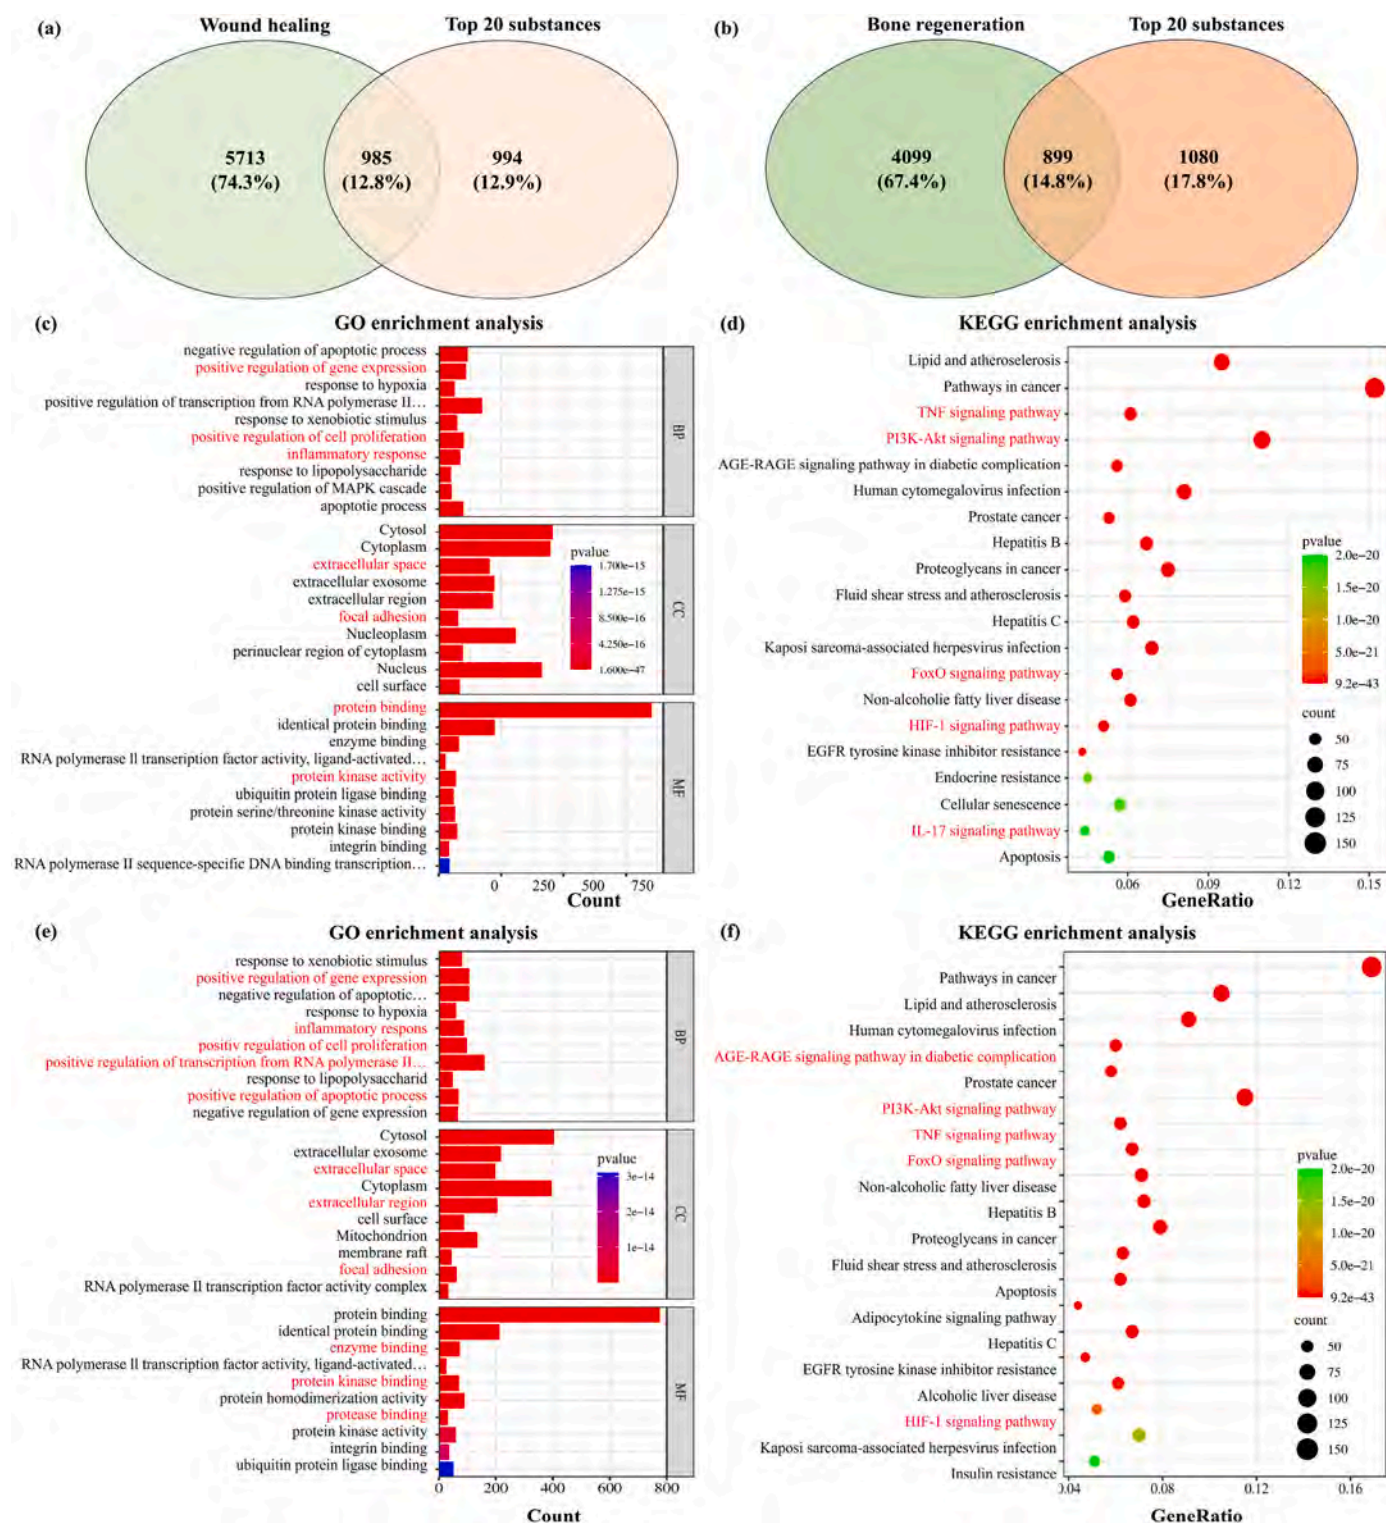 (a) Wound healing Top 20 substances
5713 985 994
(74.3%) (12.8%) (12.9%)
(b) Bone regeneration Top 20 substances
4099 899 1080
(67.4%) (14.8%) (17.8%)
(c) GO enrichment analysis
negative regulation of apoptotic process
positive regulation of gene expression
response to hypoxia
positive regulation of transcription from RNA polymerase II…
response to xenobiotic stimulus
positive regulation of cell proliferation
inflammatory response
response to lipopolysaccharide
positive regulation of MAPK cascade
apoptotic process
BP
Cytosol
Cytoplasm
extracellular space
extracellular exosome
extracellular region
focal adhesion
Nucleoplasm
perinuclear region of cytoplasm
Nucleus
cell surface
CC
pvalue
1.700e−15
1.275e−15
8.500e−16
4.250e−16
1.600e−47
protein binding
identical protein binding
enzyme binding
RNA polymerase ll transcription factor activity, ligand-activated…
protein kinase activity
ubiquitin protein ligase binding
protein serine/threonine kinase activity
protein kinase binding
integrin binding
RNA polymerase II sequence-specific DNA binding transcription…
MF
0 250 500 750
Count
(d) KEGG enrichment analysis
Lipid and atheroselerosis
Pathways in cancer
TNF signaling pathway
PI3K-Akt signaling pathway
AGE-RAGE signaling pathway in diabetic complication
Human cytomegalovirus infection
Prostate cancer
Hepatitis B
Proteoglycans in cancer
Fluid shear stress and atherosclerosis
Hepatitis C
Kaposi sareoma-associated herpesvirus infection
FoxO signaling pathway
Non-alcoholic fatty liver disease
HIF-1 signaling pathway
EGFR tyrosine kinase inhibitor resistance
Endocrine resistance
Cellular senescence
IL-17 signaling pathway
Apoptosis
pvalue
2.0e−20
1.5e−20
1.0e−20
5.0e−21
9.2e−43
count
50
75
100
125
150
0.06 0.09 0.12 0.15
GeneRatio
(e) GO enrichment analysis
response to xenobiotic stimulus
positive regulation of gene expression
negative regulation of apoptotic…
response to hypoxia
inflammatory respons
positiv regulation of cell proliferation
positive regulation of transcription from RNA polymerase II…
response to lipopolysaccharid
positive regulation of apoptotic process
negative regulation of gene expression
BP
Cytosol
extracellular exosome
extracellular space
Cytoplasm
extracellular region
cell surface
Mitochondrion
membrane raft
focal adhesion
RNA polymerase II transcription factor activity complex
CC
pvalue
3e−14
2e−14
1e−14
protein binding
identical protein binding
enzyme binding
RNA polymerase ll transcription factor activity, ligand-activated…
protein kinase binding
protein homodimerization activity
protease binding
protein kinase activity
integrin binding
ubiquitin protein ligase binding
MF
0 200 400 600 800
Count
(f) KEGG enrichment analysis
Pathways in cancer
Lipid and atherosclerosis
Human cytomegalovirus infection
AGE-RAGE signaling pathway in diabetic complication
Prostate cancer
PI3K-Akt signaling pathway
TNF signaling pathway
FoxO signaling pathway
Non-alcoholic fatty liver disease
Hepatitis B
Proteoglycans in cancer
Fluid shear stress and atherosclerosis
Apoptosis
Adipocytokine signaling pathway
Hepatitis C
EGFR tyrosine kinase inhibitor resistance
Alcoholic liver disease
HIF-1 signaling pathway
Kaposi sarcoma-associated herpesvirus infection
Insulin resistance
pvalue
2.0e−20
1.5e−20
1.0e−20
5.0e−21
9.2e−43
count
50
75
100
125
150
0.04 0.08 0.12 0.16
GeneRatio